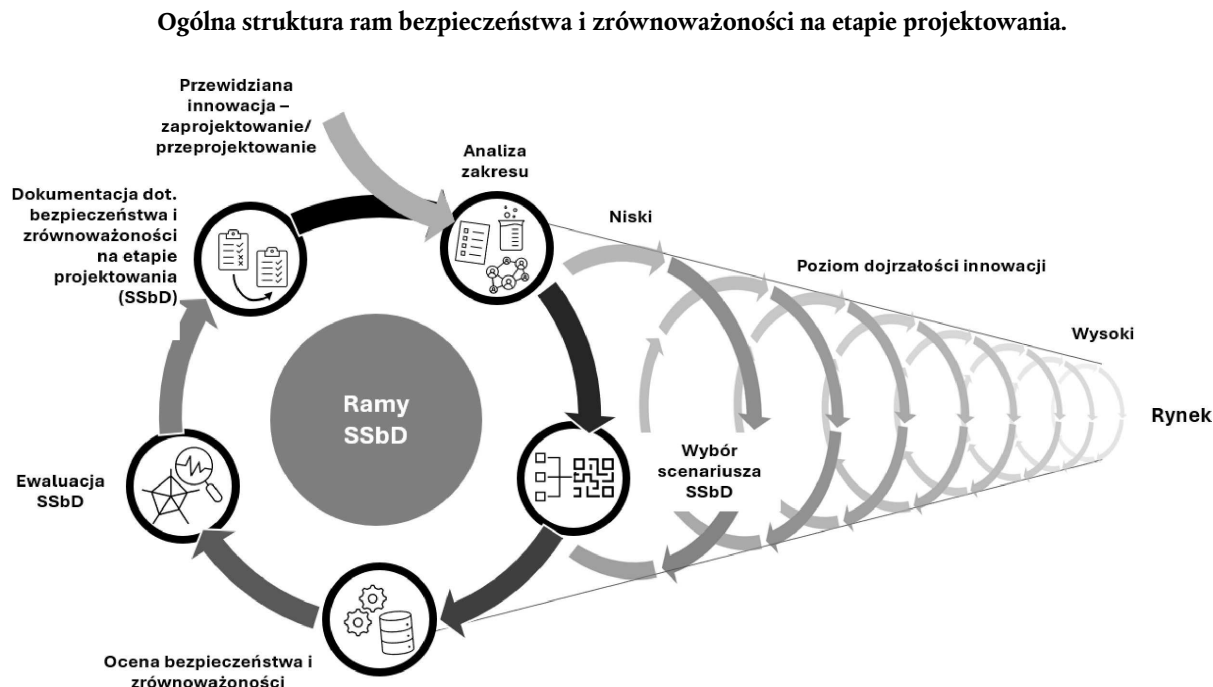 Ogólna struktura ram bezpieczeństwa i zrównoważoności na etapie projektowania.
Przewidziana
innowacja –
zaprojektowanie/
przeprojektowanie
Analiza
zakresu
Dokumentacja dot.
bezpieczeństwa i
zrównoważoności
na etapie
projektowania
(SSbD)
Niski
Poziom dojrzałości innowacji
Wysoki
Rynek
Ramy
SSbD
Wybór
scenariusza
SSbD
Ewaluacja
SSbD
Ocena bezpieczeństwa i
zrównoważoności